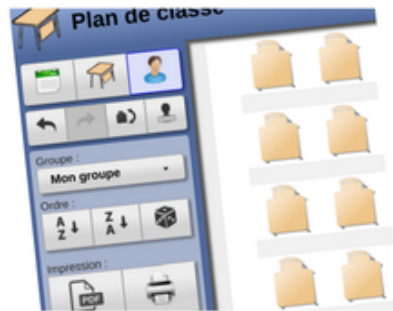 Plan de classe
Groupe :
Mon groupe
Ordre :
A Z
Z A
Impression :
PDF